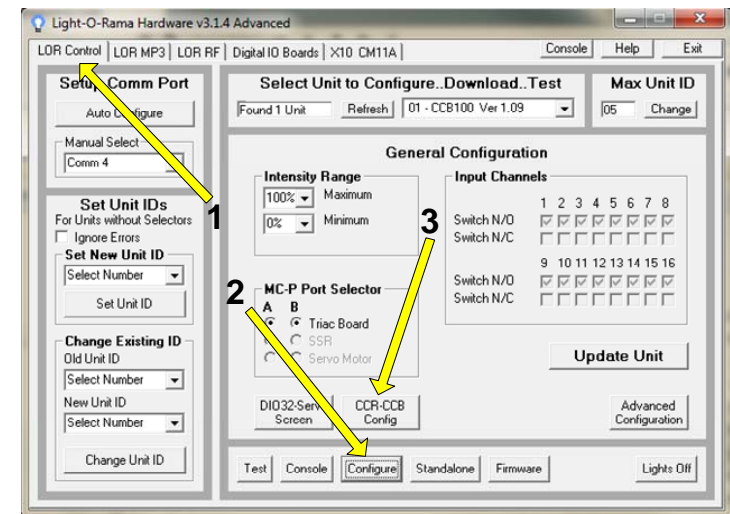 Light-O-Rama Hardware v3.1.4 Advanced
LOR Control LOR MP3 LOR RF Digital IO Boards X10 CM11A Console Help Exit
Setup Comm Port
Auto Configure
Manual Select
Comm 4
Select Unit to Configure..Download..Test
Found 1 Unit Refresh 01 - CCB100 Ver 1.09
Max Unit ID
05 Change
Set Unit IDs
For Units without Selectors
Ignore Errors
Set New Unit ID
Select Number
Set Unit ID
Change Existing ID
Old Unit ID
Select Number
New Unit ID
Select Number
Change Unit ID
1
General Configuration
Intensity Range
100% Maximum
0% Minimum
3
Input Channels
1 2 3 4 5 6 7 8
Switch N/O
Switch N/C
9 10 11 12 13 14 15 16
Switch N/O
Switch N/C
2
MC-P Port Selector
A B
Triac Board
SSR
Servo Motor
Update Unit
DIO32-Servo
Screen
CCR-CCB
Config
Advanced
Configuration
Test Console Configure Standalone Firmware Lights Off